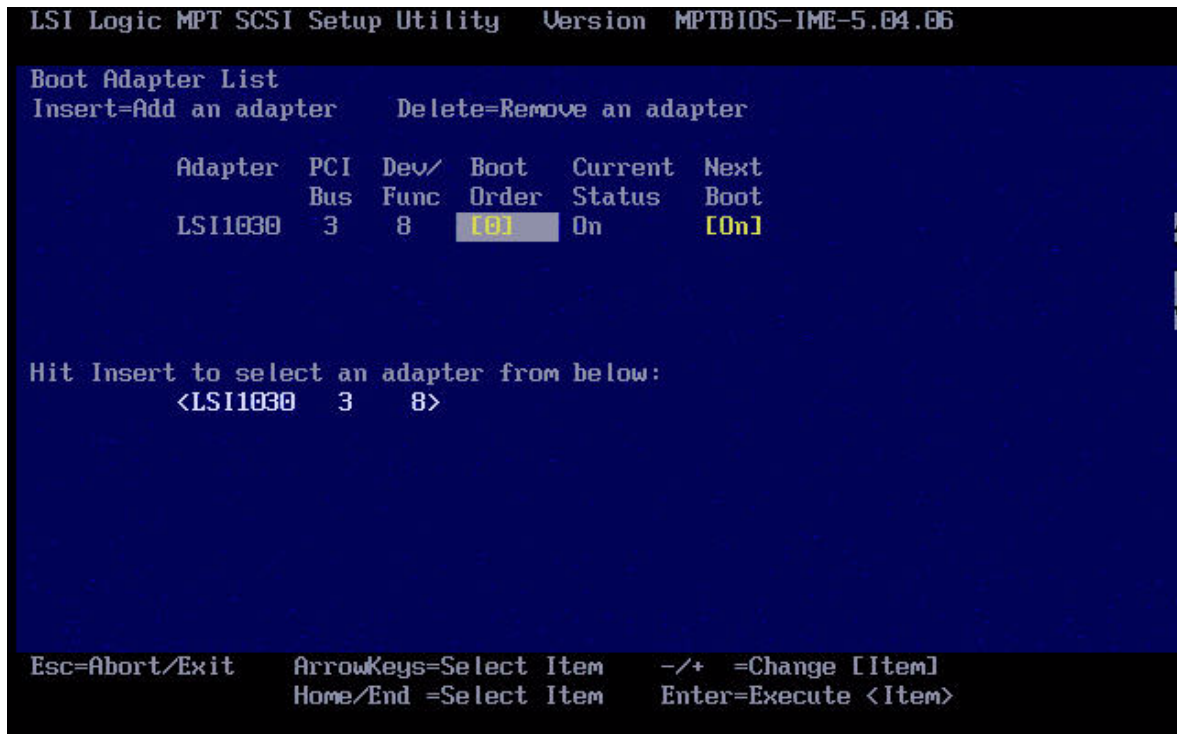 LSI Logic MPT SCSI Setup Utility Version MPTBIOS-IME-5.04.06
Boot Adapter List
Insert=Add an adapter Delete=Remove an adapter
Adapter PCI Dev/ Boot Current Next
Bus Func Order Status Boot
LSI1030 3 8 [0] On [On]
Hit Insert to select an adapter from below:
<LSI1030 3 8>
Esc=Abort/Exit ArrowKeys=Select Item -/+ =Change [Item]
Home/End =Select Item Enter=Execute <Item>